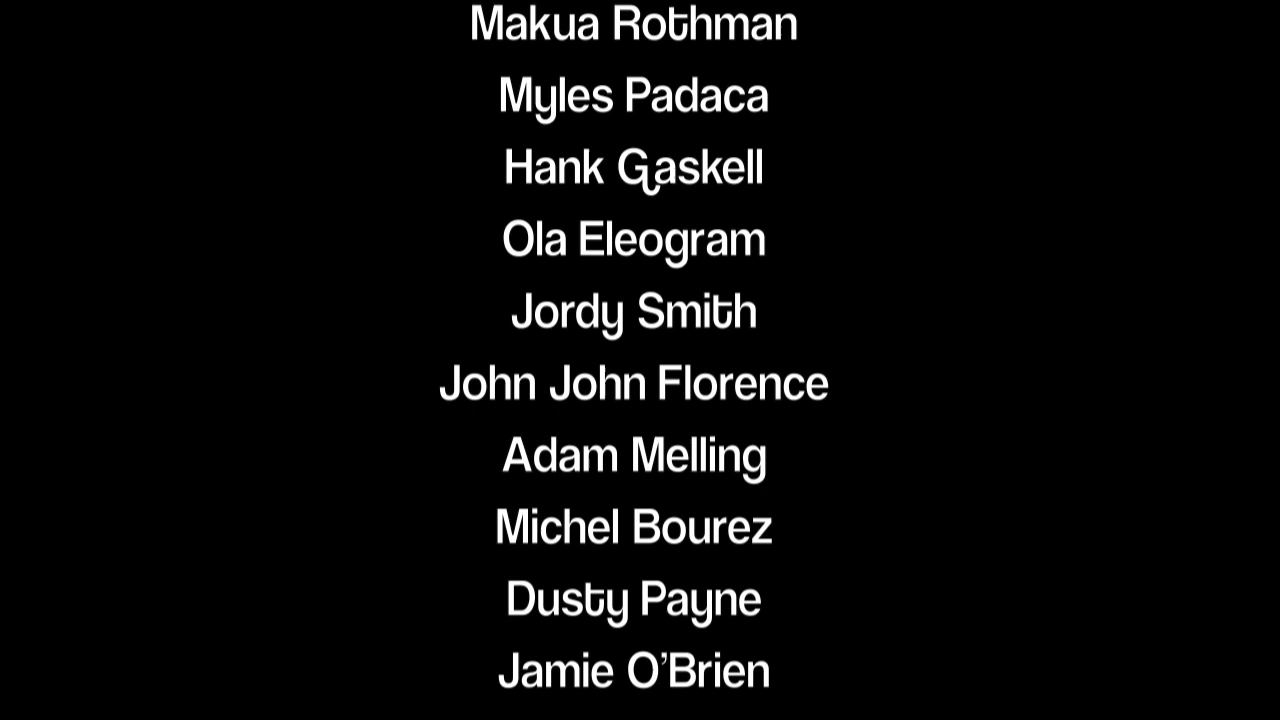 Makua Rothman
Myles Padaca
Hank Gaskell
Ola Eleogram
Jordy Smith
John John Florence
Adam Melling
Michel Bourez
Dusty Payne
Jamie O’Brien